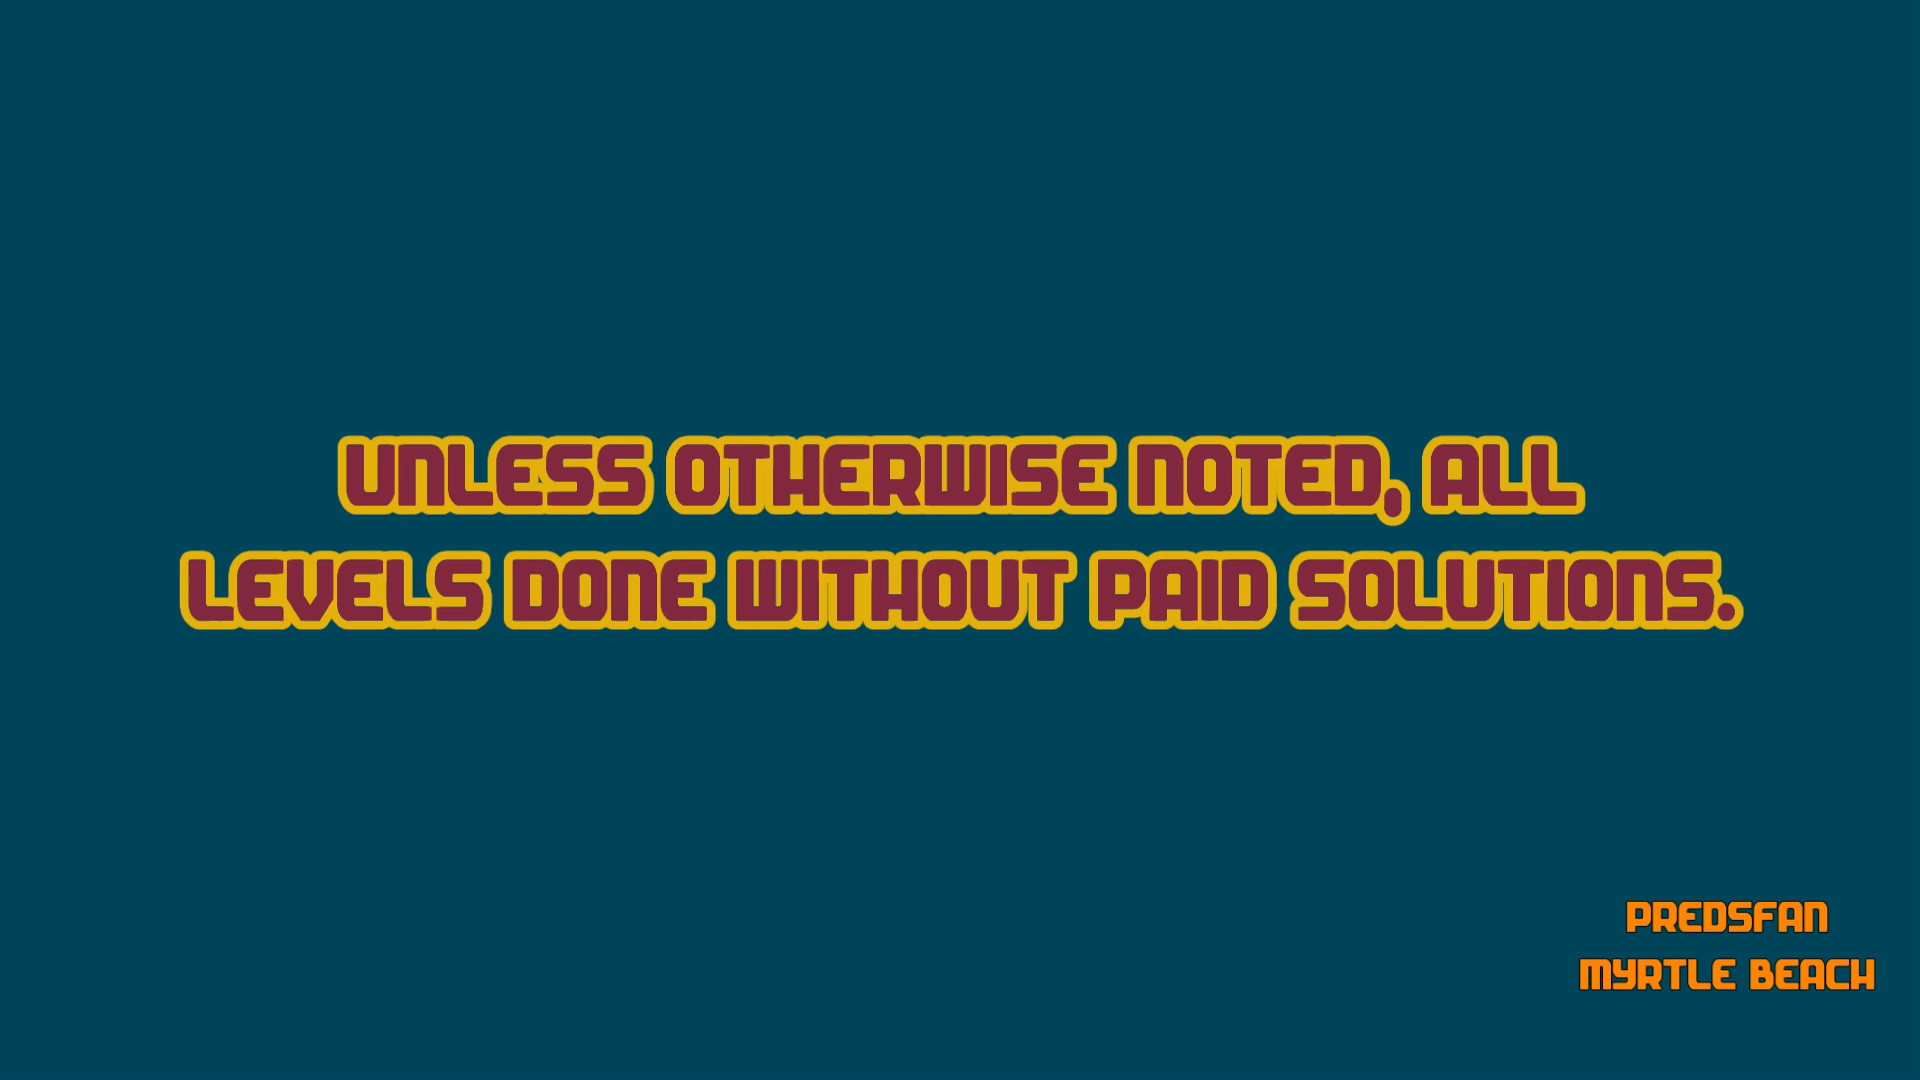 UNLESS OTHERWISE NOTED, ALL
LEVELS DONE WITHOUT PAID SOLUTIONS.
PREDSFAN
MYRTLE BEACH